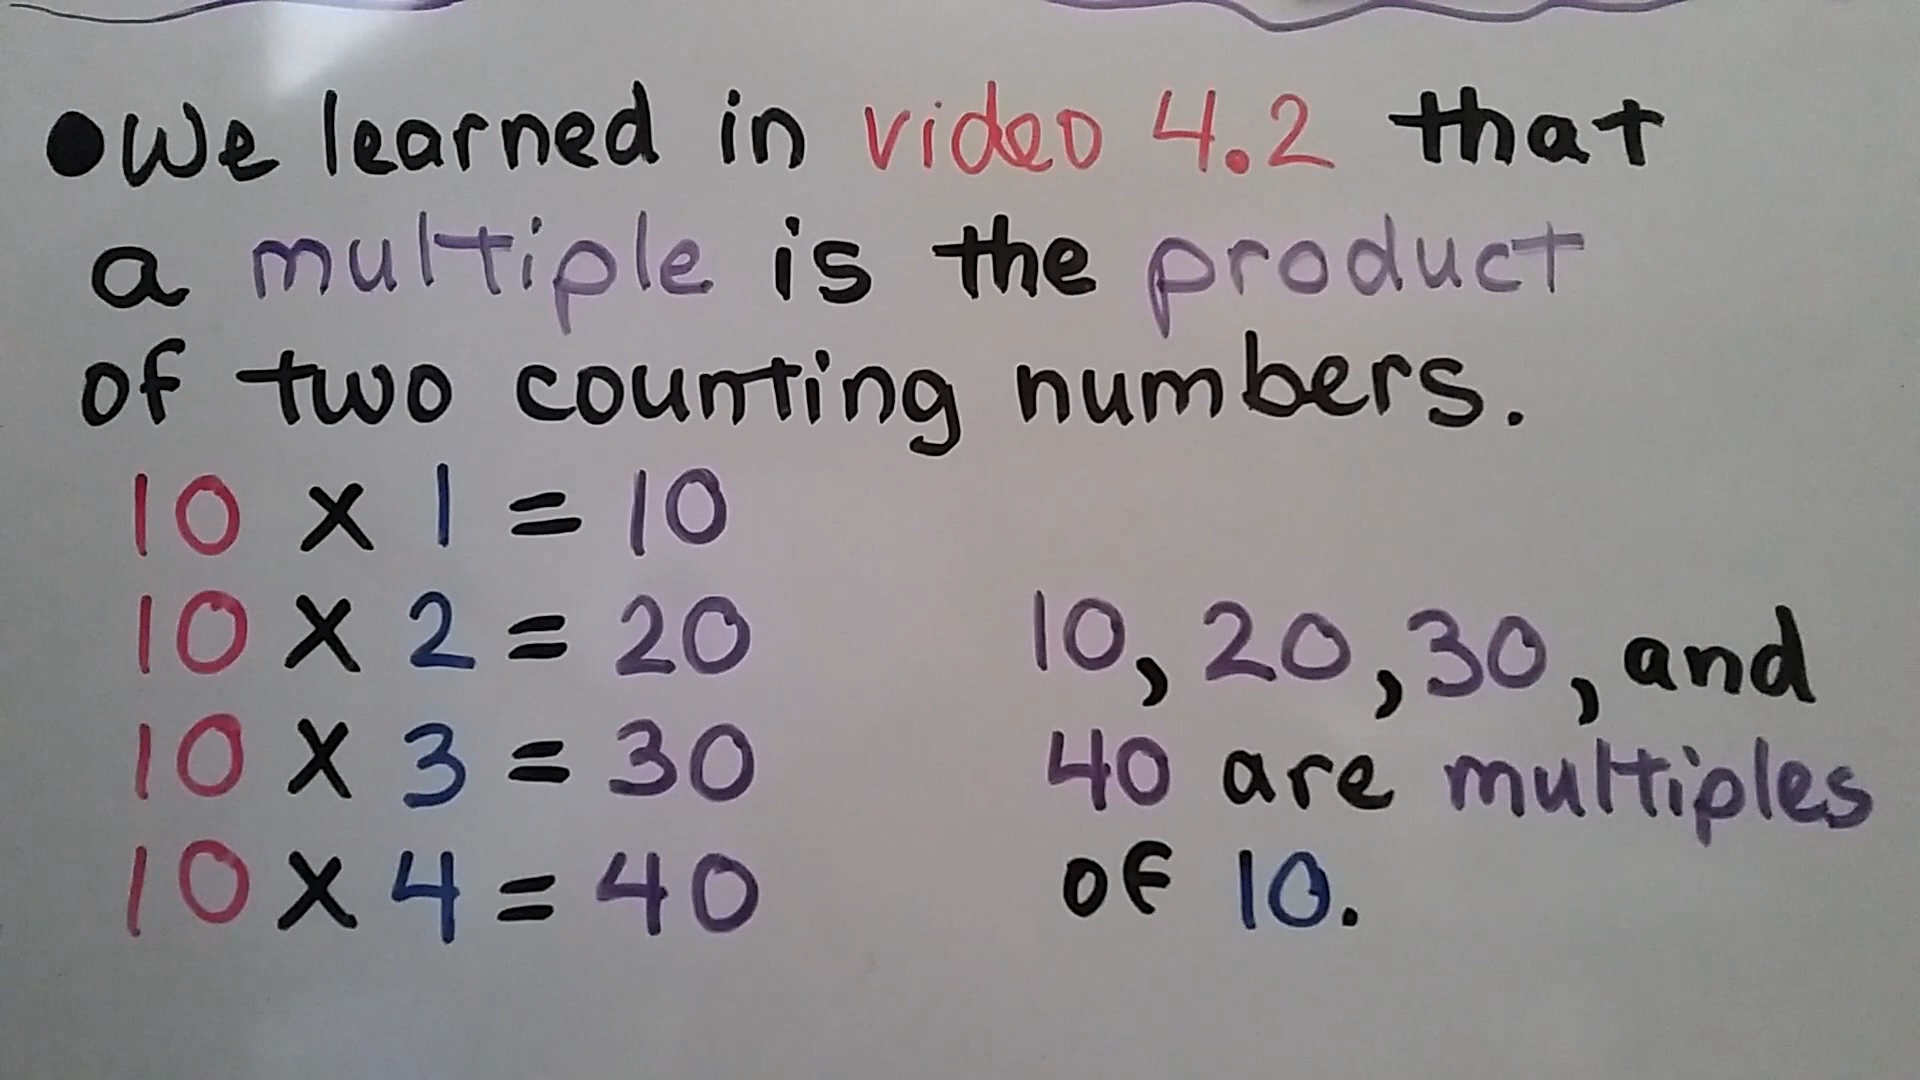 •We learned in video 4.2 that
a multiple is the product
of two counting numbers.
10 x 1 = 10
10 x 2 = 20
10 x 3 = 30
10 x 4 = 40
10, 20, 30, and
40 are multiples
of 10.